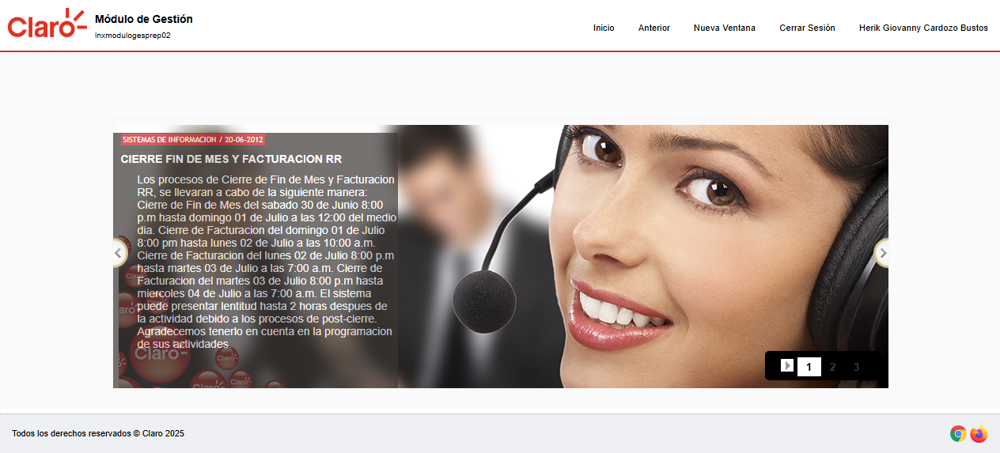 Claro
Módulo de Gestión
lnxmodulogesprep02
Inicio
Anterior
Nueva Ventana
Cerrar Sesión
Herik Giovanny Cardozo Bustos
SISTEMAS DE INFORMACION / 20-06-2012
CIERRE FIN DE MES Y FACTURACION RR
Los procesos de Cierre de Fin de Mes y Facturacion
RR, se llevaran a cabo de la siguiente manera:
Cierre de Fin de Mes del sabado 30 de Junio 8:00
p.m hasta domingo 01 de Julio a las 12:00 del medio
dia. Cierre de Facturacion del domingo 01 de Julio
8:00 pm hasta lunes 02 de Julio a las 10:00 a.m.
Cierre de Facturacion del lunes 02 de Julio 8:00 p.m
hasta martes 03 de Julio a las 7:00 a.m. Cierre de
Facturacion del martes 03 de Julio 8:00 p.m hasta
miercoles 04 de Julio a las 7:00 a.m. El sistema
puede presentar lentitud hasta 2 horas despues de
la actividad debido a los procesos de post-cierre.
Agradecemos tenerlo en cuenta en la programacion
de sus actividades.
Claro
Claro
Claro
Claro
Claro
1
2
3
Todos los derechos reservados © Claro 2025